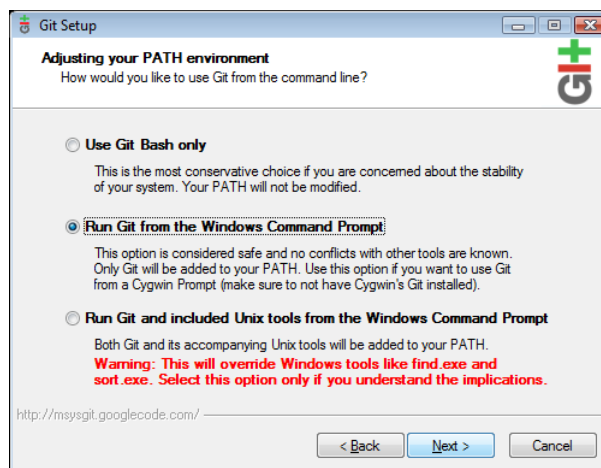 Git Setup
Adjusting your PATH environment
How would you like to use Git from the command line?
Git
Use Git Bash only
This is the most conservative choice if you are concerned about the stability
of your system. Your PATH will not be modified.
Run Git from the Windows Command Prompt
This option is considered safe and no conflicts with other tools are known.
Only Git will be added to your PATH. Use this option if you want to use Git
from a Cygwin Prompt (make sure to not have Cygwin's Git installed).
Run Git and included Unix tools from the Windows Command Prompt
Both Git and its accompanying Unix tools will be added to your PATH.
Warning: This will override Windows tools like find.exe and
sort.exe. Select this option only if you understand the implications.
http://msysgit.googlecode.com/
< Back
Next >
Cancel